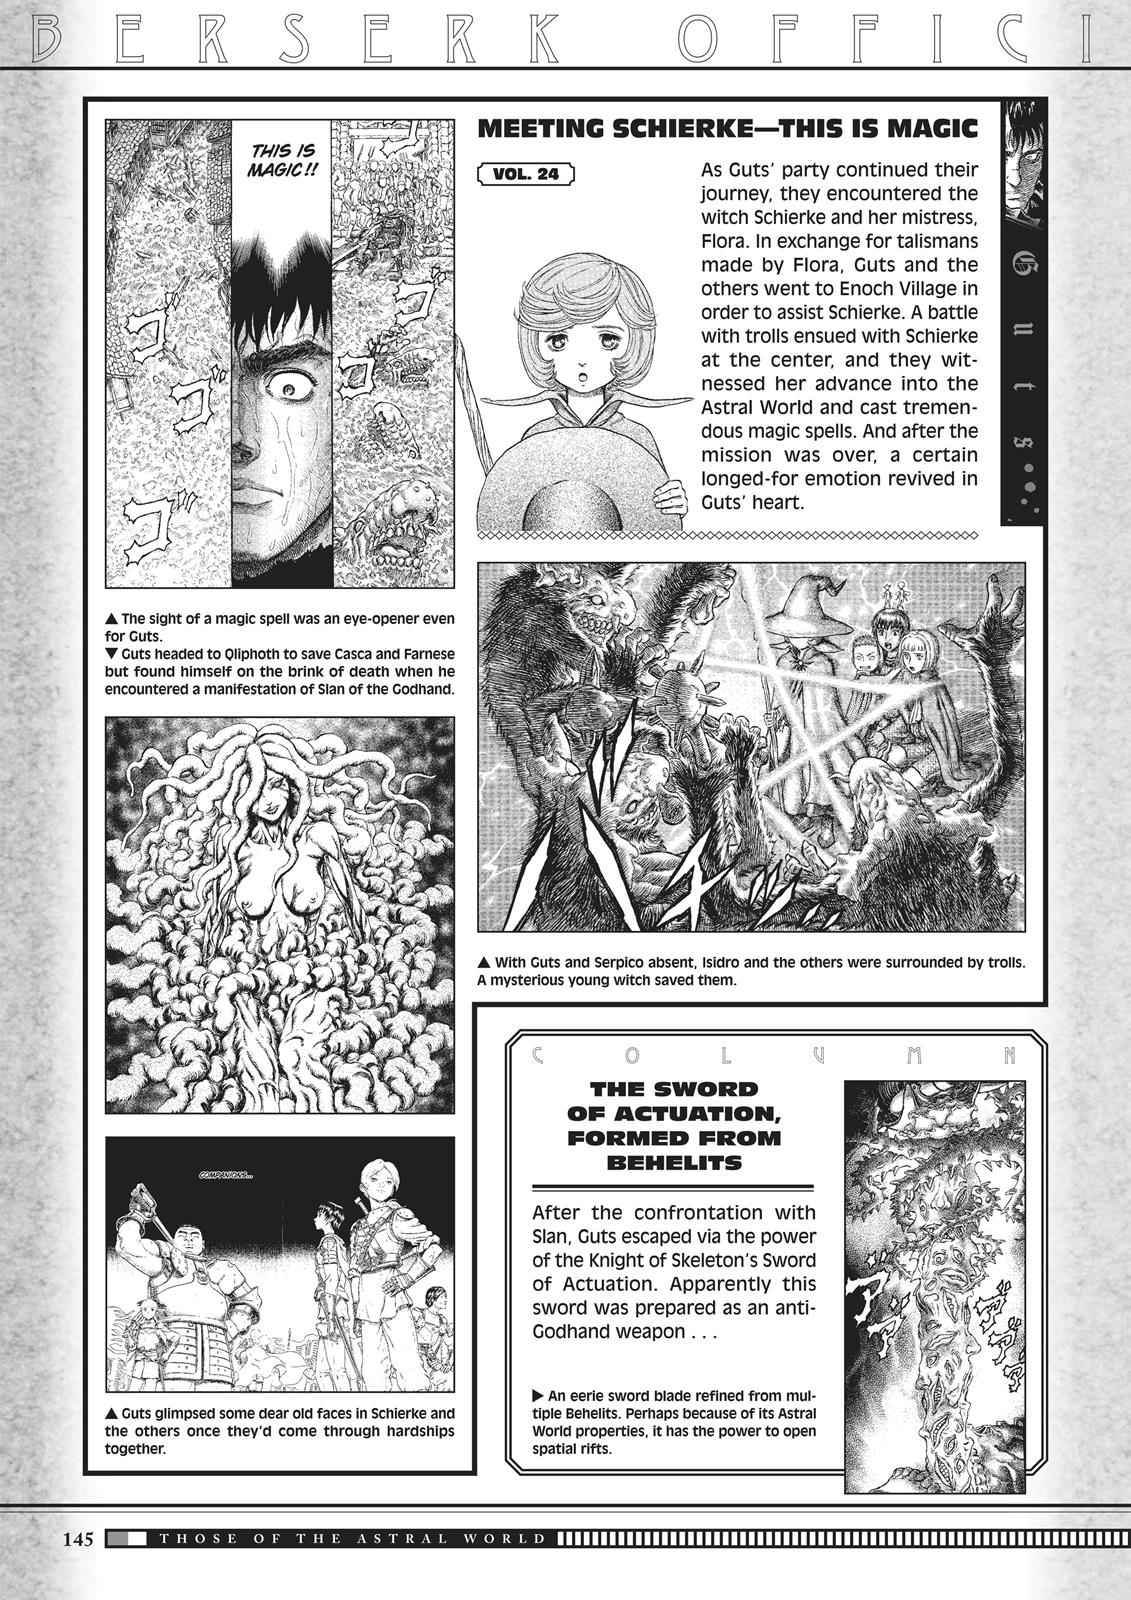 BERSERK OFFICI
MEETING SCHIERKE—THIS IS MAGIC
VOL. 24
As Guts' party continued their
journey, they encountered the
witch Schierke and her mistress,
Flora. In exchange for talismans
made by Flora, Guts and the
others went to Enoch Village in
order to assist Schierke. A battle
with trolls ensued with Schierke
at the center, and they wit-
nessed her advance into the
Astral World and cast tremen-
dous magic spells. And after the
mission was over, a certain
longed-for emotion revived in
Guts' heart.
Guts
THIS IS
MAGIC!!
ゴ
ゴ
ゴ
ゴ
ゴ
▲ The sight of a magic spell was an eye-opener even
for Guts.
▼ Guts headed to Qliphoth to save Casca and Farnese
but found himself on the brink of death when he
encountered a manifestation of Slan of the Godhand.
▲ With Guts and Serpico absent, Isidro and the others were surrounded by trolls.
A mysterious young witch saved them.
COMPANIONS...
▲ Guts glimpsed some dear old faces in Schierke and
the others once they'd come through hardships
together.
COLUMN
THE SWORD
OF ACTUATION,
FORMED FROM
BEHELITS
After the confrontation with
Slan, Guts escaped via the power
of the Knight of Skeleton's Sword
of Actuation. Apparently this
sword was prepared as an anti-
Godhand weapon . . .
▶ An eerie sword blade refined from mul-
tiple Behelits. Perhaps because of its Astral
World properties, it has the power to open
spatial rifts.
145
THOSE OF THE ASTRAL WORLD